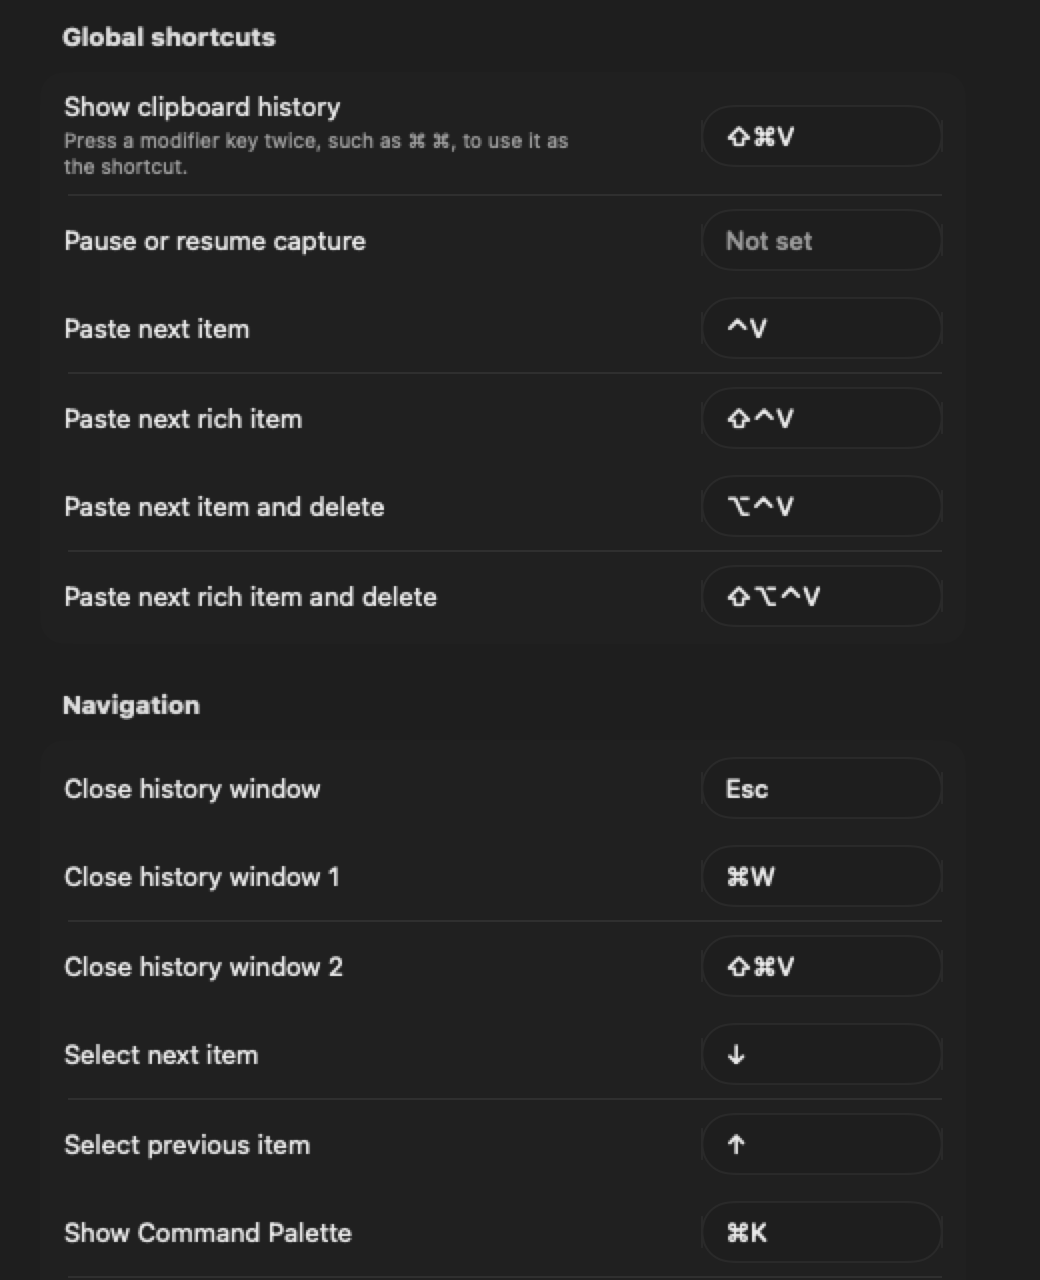 Global shortcuts
Show clipboard history
Press a modifier key twice, such as ⌘ ⌘, to use it as
the shortcut.
⇧⌘V
Pause or resume capture
Not set
Paste next item
^V
Paste next rich item
⇧^V
Paste next item and delete
⌥^V
Paste next rich item and delete
⇧⌥^V
Navigation
Close history window
Esc
Close history window 1
⌘W
Close history window 2
⇧⌘V
Select next item
↓
Select previous item
↑
Show Command Palette
⌘K